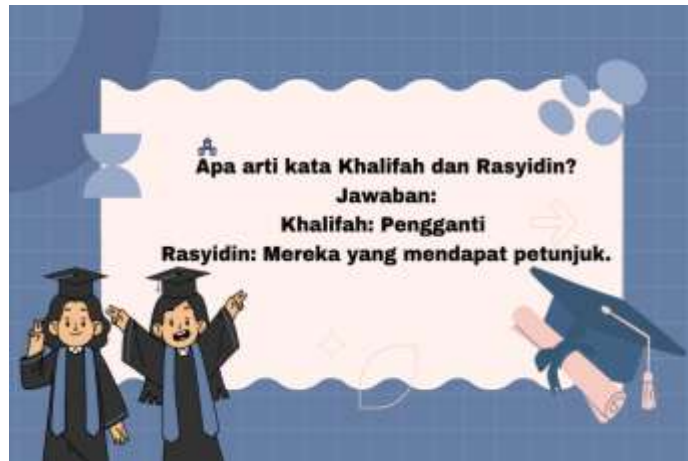 Apa arti kata Khalifah dan Rasyidin?
Jawaban:
Khalifah: Pengganti
Rasyidin: Mereka yang mendapat petunjuk.